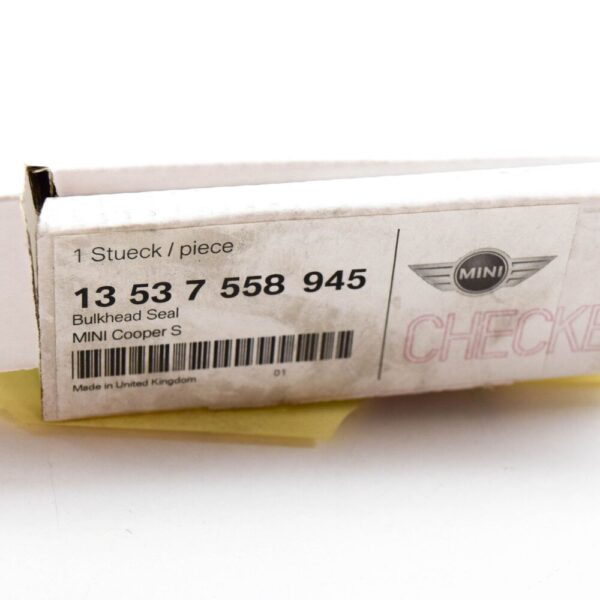 1 Stueck / piece
13 53 7 558 945
Bulkhead Seal
MINI Cooper S
Made in United Kingdom
01
MINI
CHECKE